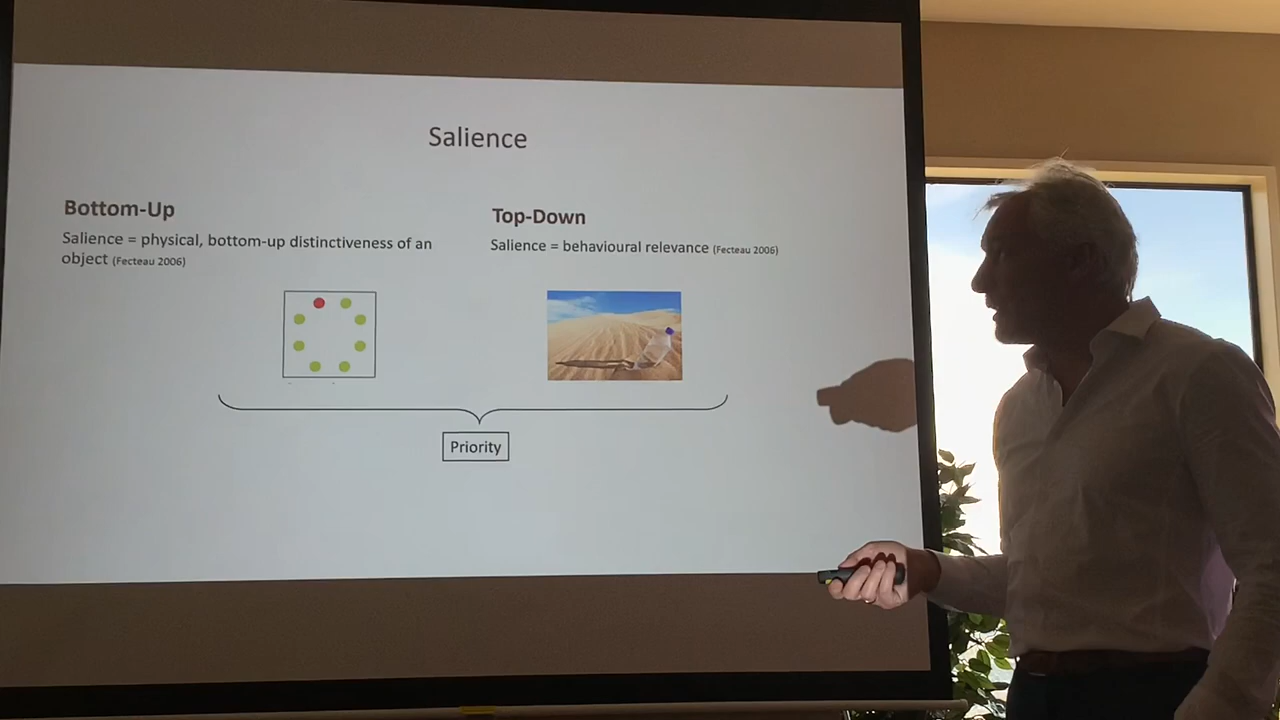 Salience
Bottom-Up
Salience = physical, bottom-up distinctiveness of an
object (Fecteau 2006)
Top-Down
Salience = behavioural relevance (Fecteau 2006)
Priority